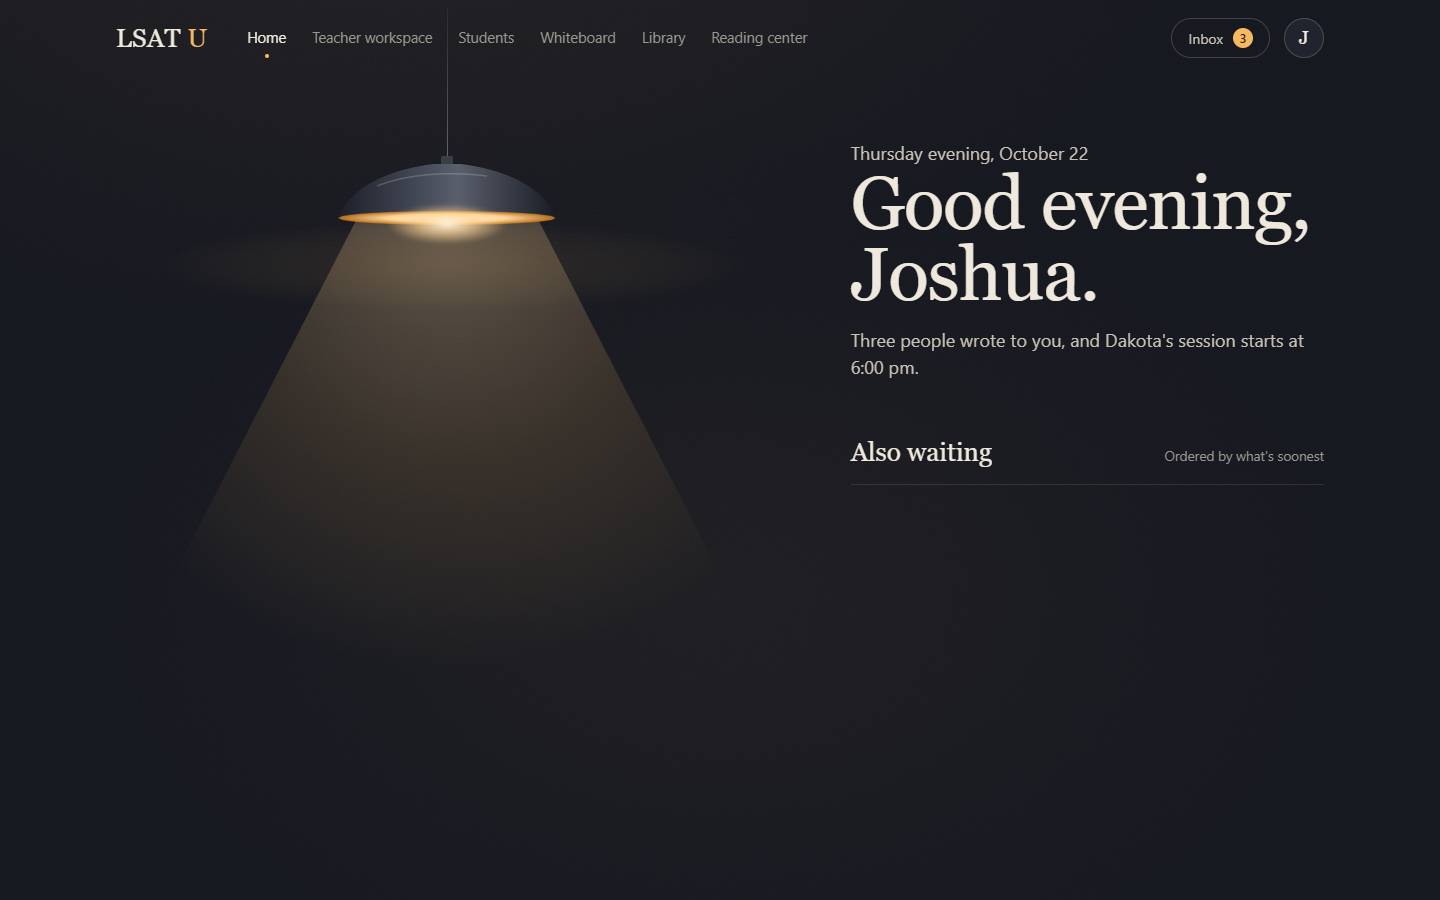 LSAT U
Home
Teacher workspace
Students
Whiteboard
Library
Reading center
Inbox 3
J
Thursday evening, October 22
Good evening,
Joshua.
Three people wrote to you, and Dakota's session starts at
6:00 pm.
Also waiting
Ordered by what's soonest